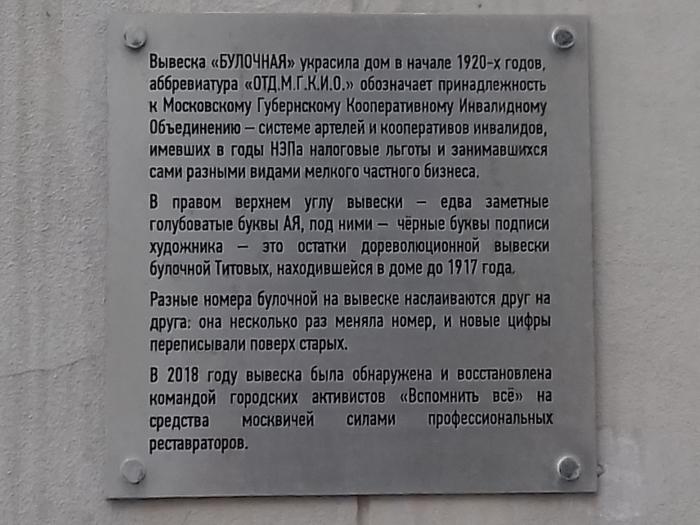 Вывеска «БУЛОЧНАЯ» украсила дом в начале 1920-х годов,
аббревиатура «ОТД.М.Г.К.И.О.» обозначает принадлежность
к Московскому Губернскому Кооперативному Инвалидному
Объединению – системе артелей и кооперативов инвалидов,
имевших в годы НЭПа налоговые льготы и занимавшихся
сами разными видами мелкого частного бизнеса.
В правом верхнем углу вывески – едва заметные
голубоватые буквы АЯ, под ними – чёрные буквы подписи
художника – это остатки дореволюционной вывески
булочной Титовых, находившейся в доме до 1917 года.
Разные номера булочной на вывеске наслаиваются друг на
друга: она несколько раз меняла номер, и новые цифры
переписывали поверх старых.
В 2018 году вывеска была обнаружена и восстановлена
командой городских активистов «Вспомнить всё» на
средства москвичей силами профессиональных
реставраторов.